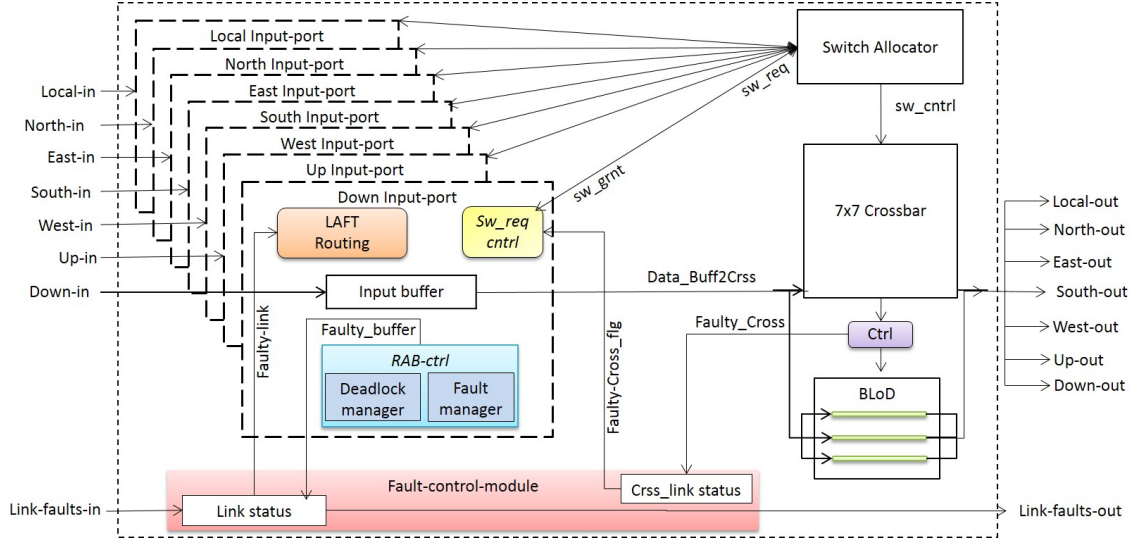 Local Input-port
North Input-port
East Input-port
South Input-port
West Input-port
Up Input-port
Down Input-port
Local-in
North-in
East-in
South-in
West-in
Up-in
Down-in
LAFT
Routing
Sw_req
cntrl
Input buffer
Faulty-link
Faulty_buffer
RAB-ctrl
Deadlock
manager
Fault
manager
sw_req
sw_grnt
Switch Allocator
sw_cntrl
7x7 Crossbar
Data_Buff2Crss
Faulty_Cross
Faulty-Cross_flg
Ctrl
BLoD
Local-out
North-out
East-out
South-out
West-out
Up-out
Down-out
Fault-control-module
Crss_link status
Link-faults-in
Link status
Link-faults-out